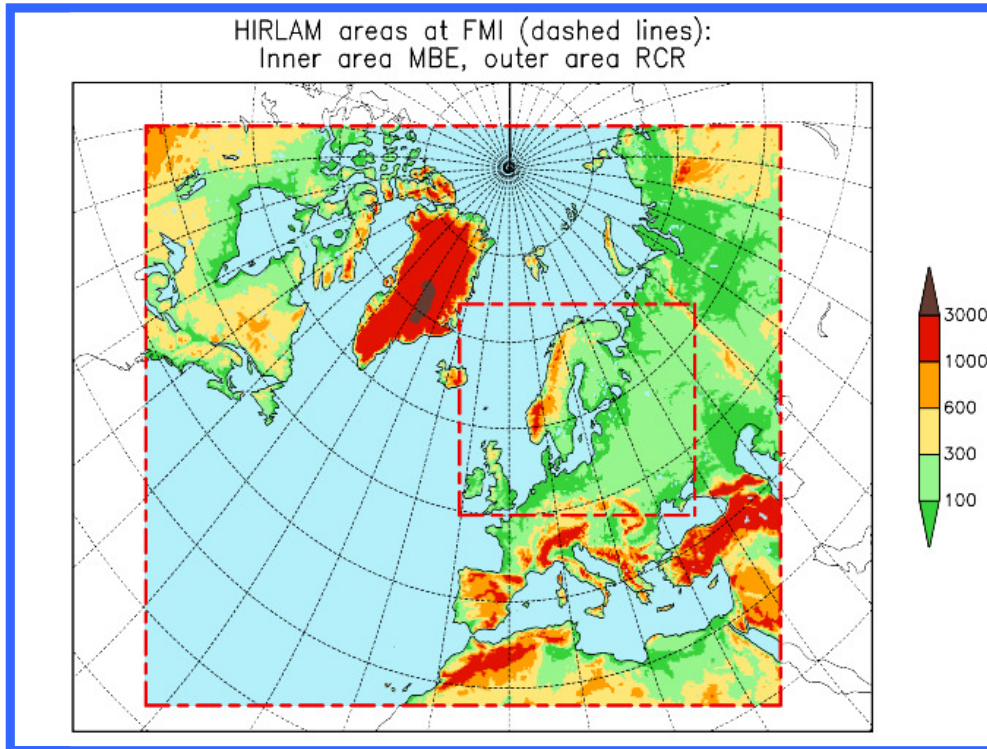 HIRLAM areas at FMI (dashed lines):
Inner area MBE, outer area RCR
3000
1000
600
300
100